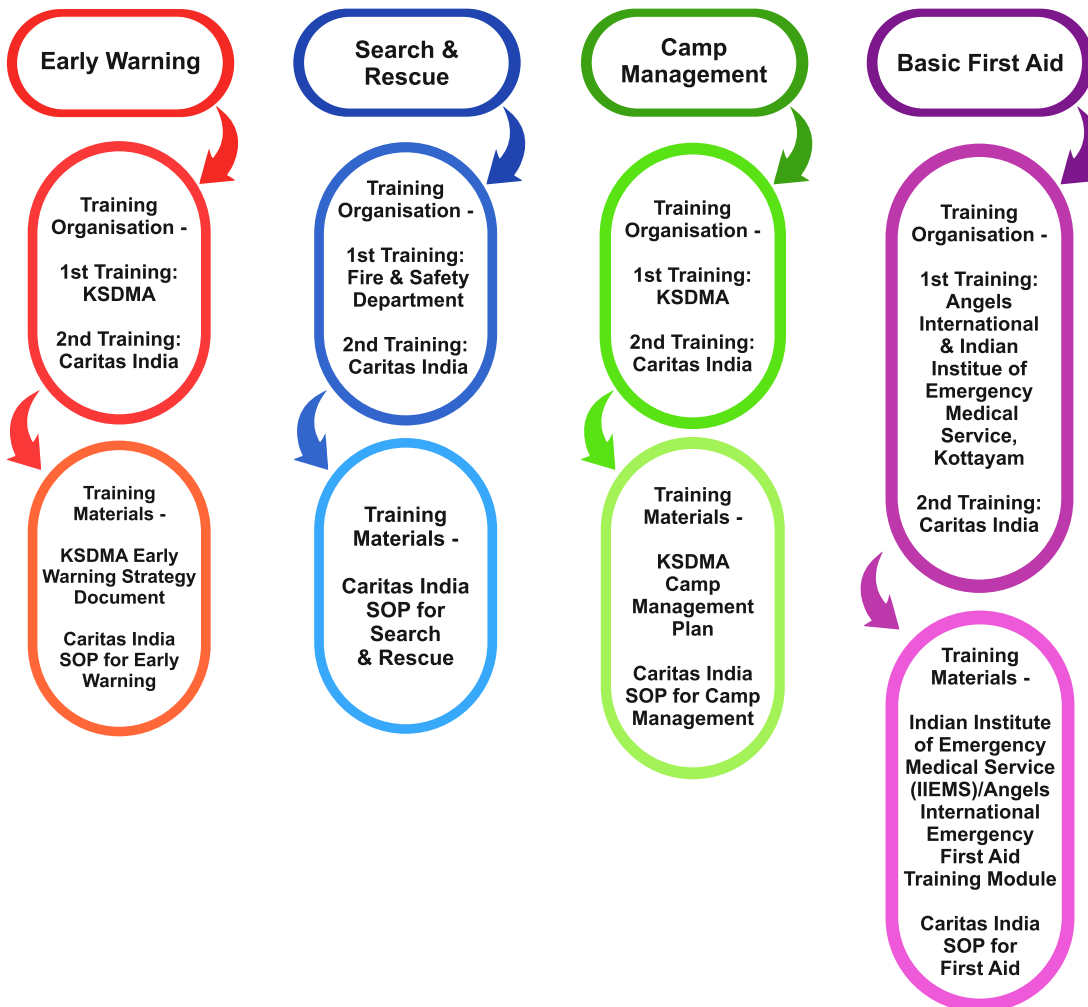 Early Warning
Training
Organisation -
1st Training:
KSDMA
2nd Training:
Caritas India
Training
Materials -
KSDMA Early
Warning Strategy
Document
Caritas India
SOP for Early
Warning
Search &
Rescue
Training
Organisation -
1st Training:
Fire & Safety
Department
2nd Training:
Caritas India
Training
Materials -
Caritas India
SOP for
Search
& Rescue
Camp
Management
Training
Organisation -
1st Training:
KSDMA
2nd Training:
Caritas India
Training
Materials -
KSDMA
Camp
Management
Plan
Caritas India
SOP for Camp
Management
Basic First Aid
Training
Organisation -
1st Training:
Angels
International
& Indian
Institue of
Emergency
Medical
Service,
Kottayam
2nd Training:
Caritas India
Training
Materials -
Indian Institute
of Emergency
Medical Service
(IIEMS)/Angels
International
Emergency
First Aid
Training Module
Caritas India
SOP for
First Aid